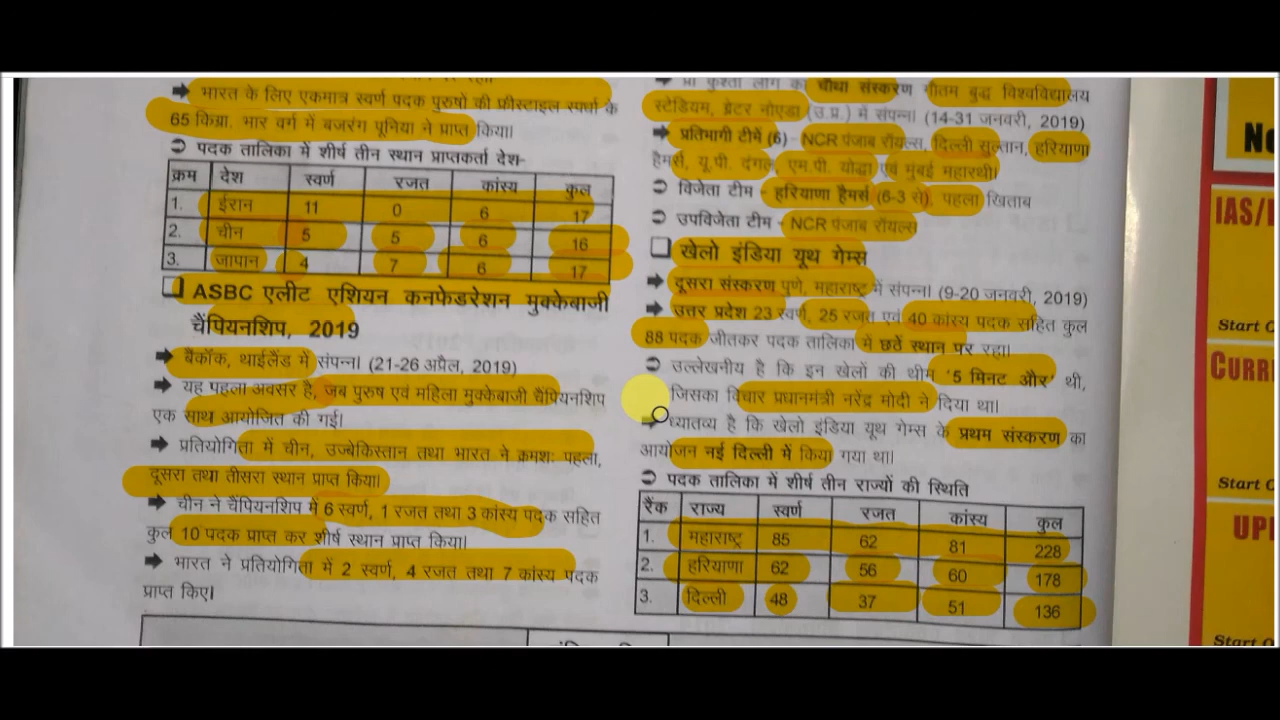 ➡ भारत के लिए एकमात्र स्वर्ण पदक पुरुषों की फ्रीस्टाइल स्पर्धा के
65 किग्रा. भार वर्ग में बजरंग पूनिया ने प्राप्त किया।
➲ पदक तालिका में शीर्ष तीन स्थान प्राप्तकर्ता देश-
क्रम देश स्वर्ण रजत कांस्य कुल
1. ईरान 11 0 6 17
2. चीन 5 5 6 16
3. जापान 4 7 6 17
❑ ASBC एलीट एशियन कनफेडरेशन मुक्केबाजी
चैंपियनशिप, 2019
➡ बैंकॉक, थाईलैंड में संपन्न। (21-26 अप्रैल, 2019)
➡ यह पहला अवसर है, जब पुरुष एवं महिला मुक्केबाजी चैंपियनशिप
एक साथ आयोजित की गई।
➡ प्रतियोगिता में चीन, उज्बेकिस्तान तथा भारत ने क्रमशः पहला,
दूसरा तथा तीसरा स्थान प्राप्त किया।
➡ चीन ने चैंपियनशिप में 6 स्वर्ण, 1 रजत तथा 3 कांस्य पदक सहित
कुल 10 पदक प्राप्त कर शीर्ष स्थान प्राप्त किया।
➡ भारत ने प्रतियोगिता में 2 स्वर्ण, 4 रजत तथा 7 कांस्य पदक
प्राप्त किए।
➡ प्रो कुश्ती लीग का चौथा संस्करण गौतम बुद्ध विश्वविद्यालय
स्टेडियम, ग्रेटर नोएडा (उ.प्र.) में संपन्न। (14-31 जनवरी, 2019)
➡ प्रतिभागी टीमें (6) - NCR पंजाब रॉयल्स, दिल्ली सुल्तान, हरियाणा
हैमर्स, यू.पी. दंगल, एम.पी. योद्धा एवं मुंबई महारथी।
➲ विजेता टीम - हरियाणा हैमर्स (6-3 से), पहला खिताब
➲ उपविजेता टीम - NCR पंजाब रॉयल्स
❑ खेलो इंडिया यूथ गेम्स
➡ दूसरा संस्करण पुणे, महाराष्ट्र में संपन्न। (9-20 जनवरी, 2019)
➡ उत्तर प्रदेश 23 स्वर्ण, 25 रजत एवं 40 कांस्य पदक सहित कुल
88 पदक जीतकर पदक तालिका में छठें स्थान पर रहा।
➲ उल्लेखनीय है कि इन खेलों की थीम '5 मिनट और' थी,
जिसका विचार प्रधानमंत्री नरेंद्र मोदी ने दिया था।
➡ ध्यातव्य है कि खेलो इंडिया यूथ गेम्स के प्रथम संस्करण का
आयोजन नई दिल्ली में किया गया था।
➲ पदक तालिका में शीर्ष तीन राज्यों की स्थिति
रैंक राज्य स्वर्ण रजत कांस्य कुल
1. महाराष्ट्र 85 62 81 228
2. हरियाणा 62 56 60 178
3. दिल्ली 48 37 51 136
IAS/
Start
CURR
Start
UP
Start